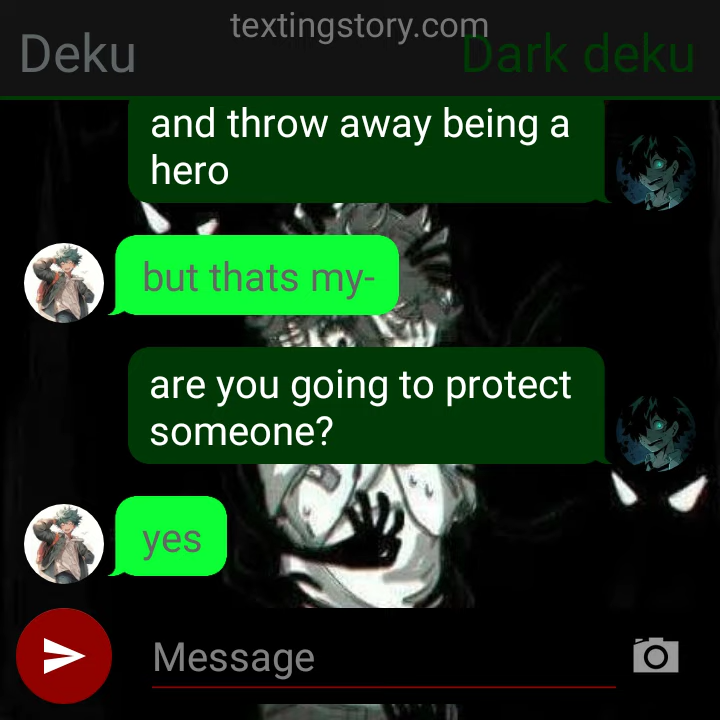 textingstory.com
Deku
Dark deku
and throw away being a
hero
but thats my-
are you going to protect
someone?
yes
Message